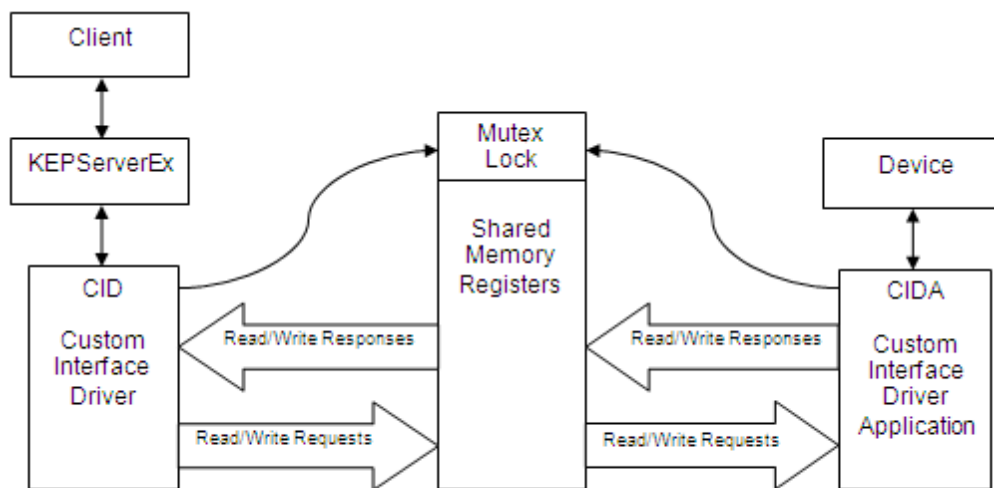 Client
KEPServerEx
CID
Custom
Interface
Driver
Mutex
Lock
Shared
Memory
Registers
Device
CIDA
Custom
Interface
Driver
Application
Read/Write Responses
Read/Write Responses
Read/Write Requests
Read/Write Requests